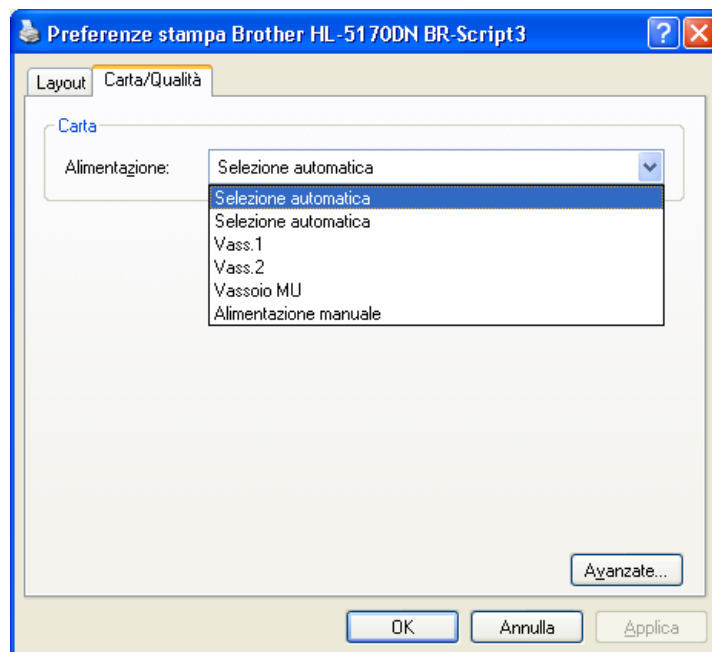 Preferenze stampa Brother HL-5170DN BR-Script3
Layout Carta/Qualità
Carta
Alimentazione: Selezione automatica
Selezione automatica
Selezione automatica
Vass.1
Vass.2
Vassoio MU
Alimentazione manuale
Avanzate...
OK Annulla Applica